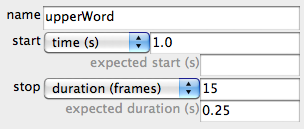 name upperWord
start time (s) 1.0
expected start (s)
stop duration (frames) 15
expected duration (s) 0.25